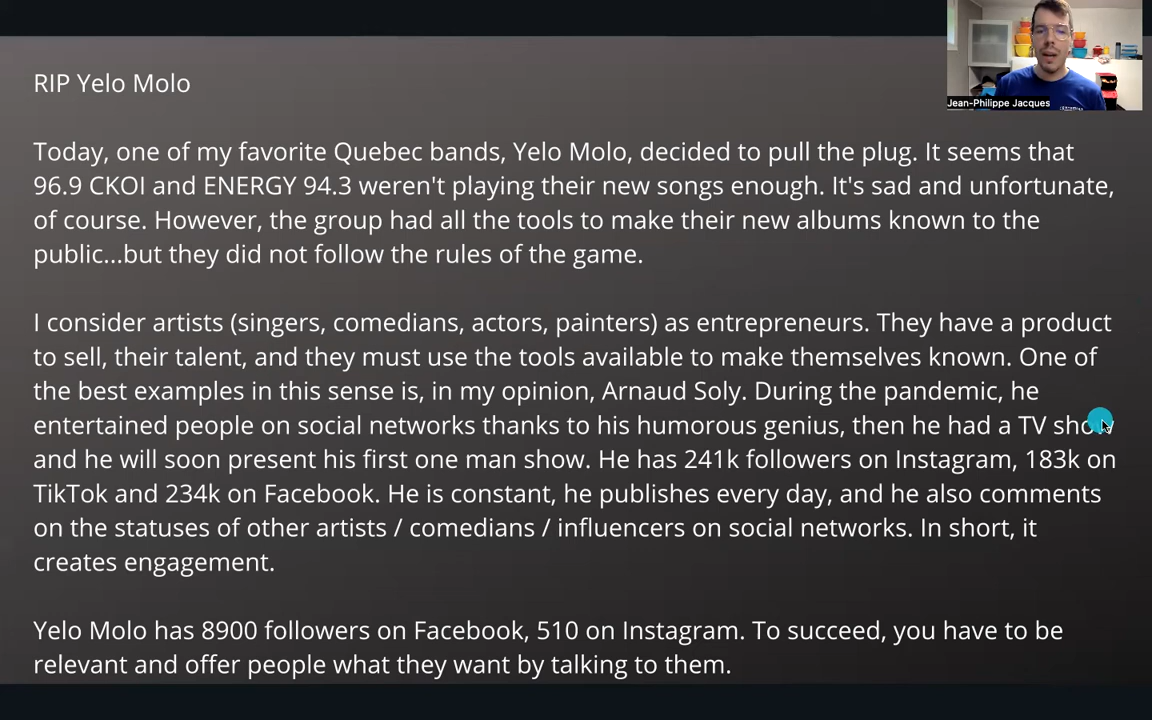 RIP Yelo Molo
Jean-Philippe Jacques
Today, one of my favorite Quebec bands, Yelo Molo, decided to pull the plug. It seems that
96.9 CKOI and ENERGY 94.3 weren't playing their new songs enough. It's sad and unfortunate,
of course. However, the group had all the tools to make their new albums known to the
public...but they did not follow the rules of the game.
I consider artists (singers, comedians, actors, painters) as entrepreneurs. They have a product
to sell, their talent, and they must use the tools available to make themselves known. One of
the best examples in this sense is, in my opinion, Arnaud Soly. During the pandemic, he
entertained people on social networks thanks to his humorous genius, then he had a TV show
and he will soon present his first one man show. He has 241k followers on Instagram, 183k on
TikTok and 234k on Facebook. He is constant, he publishes every day, and he also comments
on the statuses of other artists / comedians / influencers on social networks. In short, it
creates engagement.
Yelo Molo has 8900 followers on Facebook, 510 on Instagram. To succeed, you have to be
relevant and offer people what they want by talking to them.